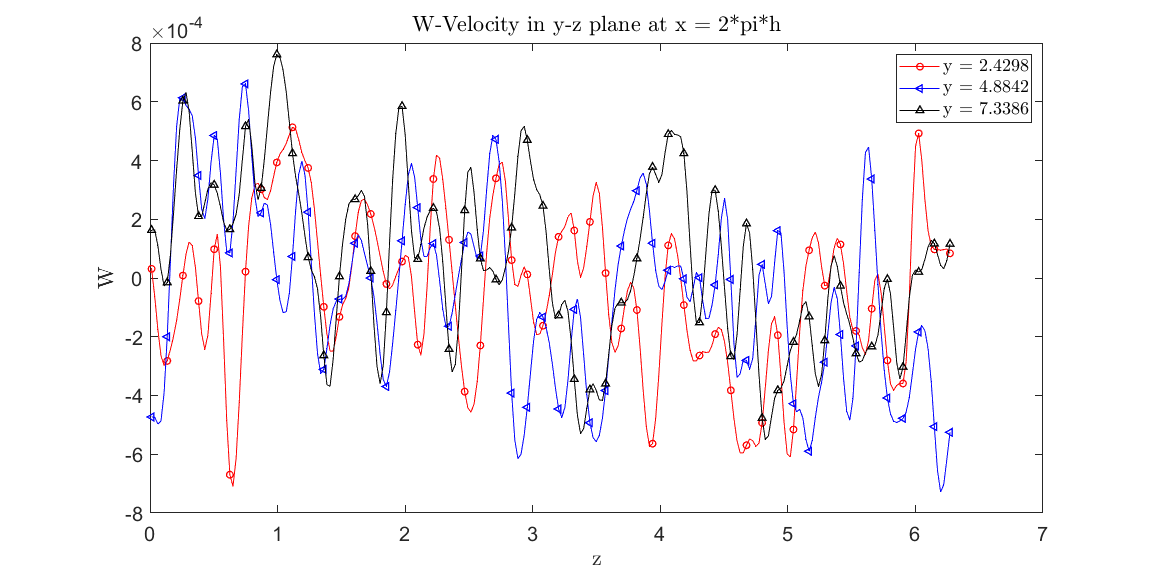 W-Velocity in y-z plane at x = 2*pi*h
×10-4
y = 2.4298
y = 4.8842
y = 7.3386
8
6
4
2
0
-2
-4
-6
-8
W
0 1 2 3 4 5 6 7
z